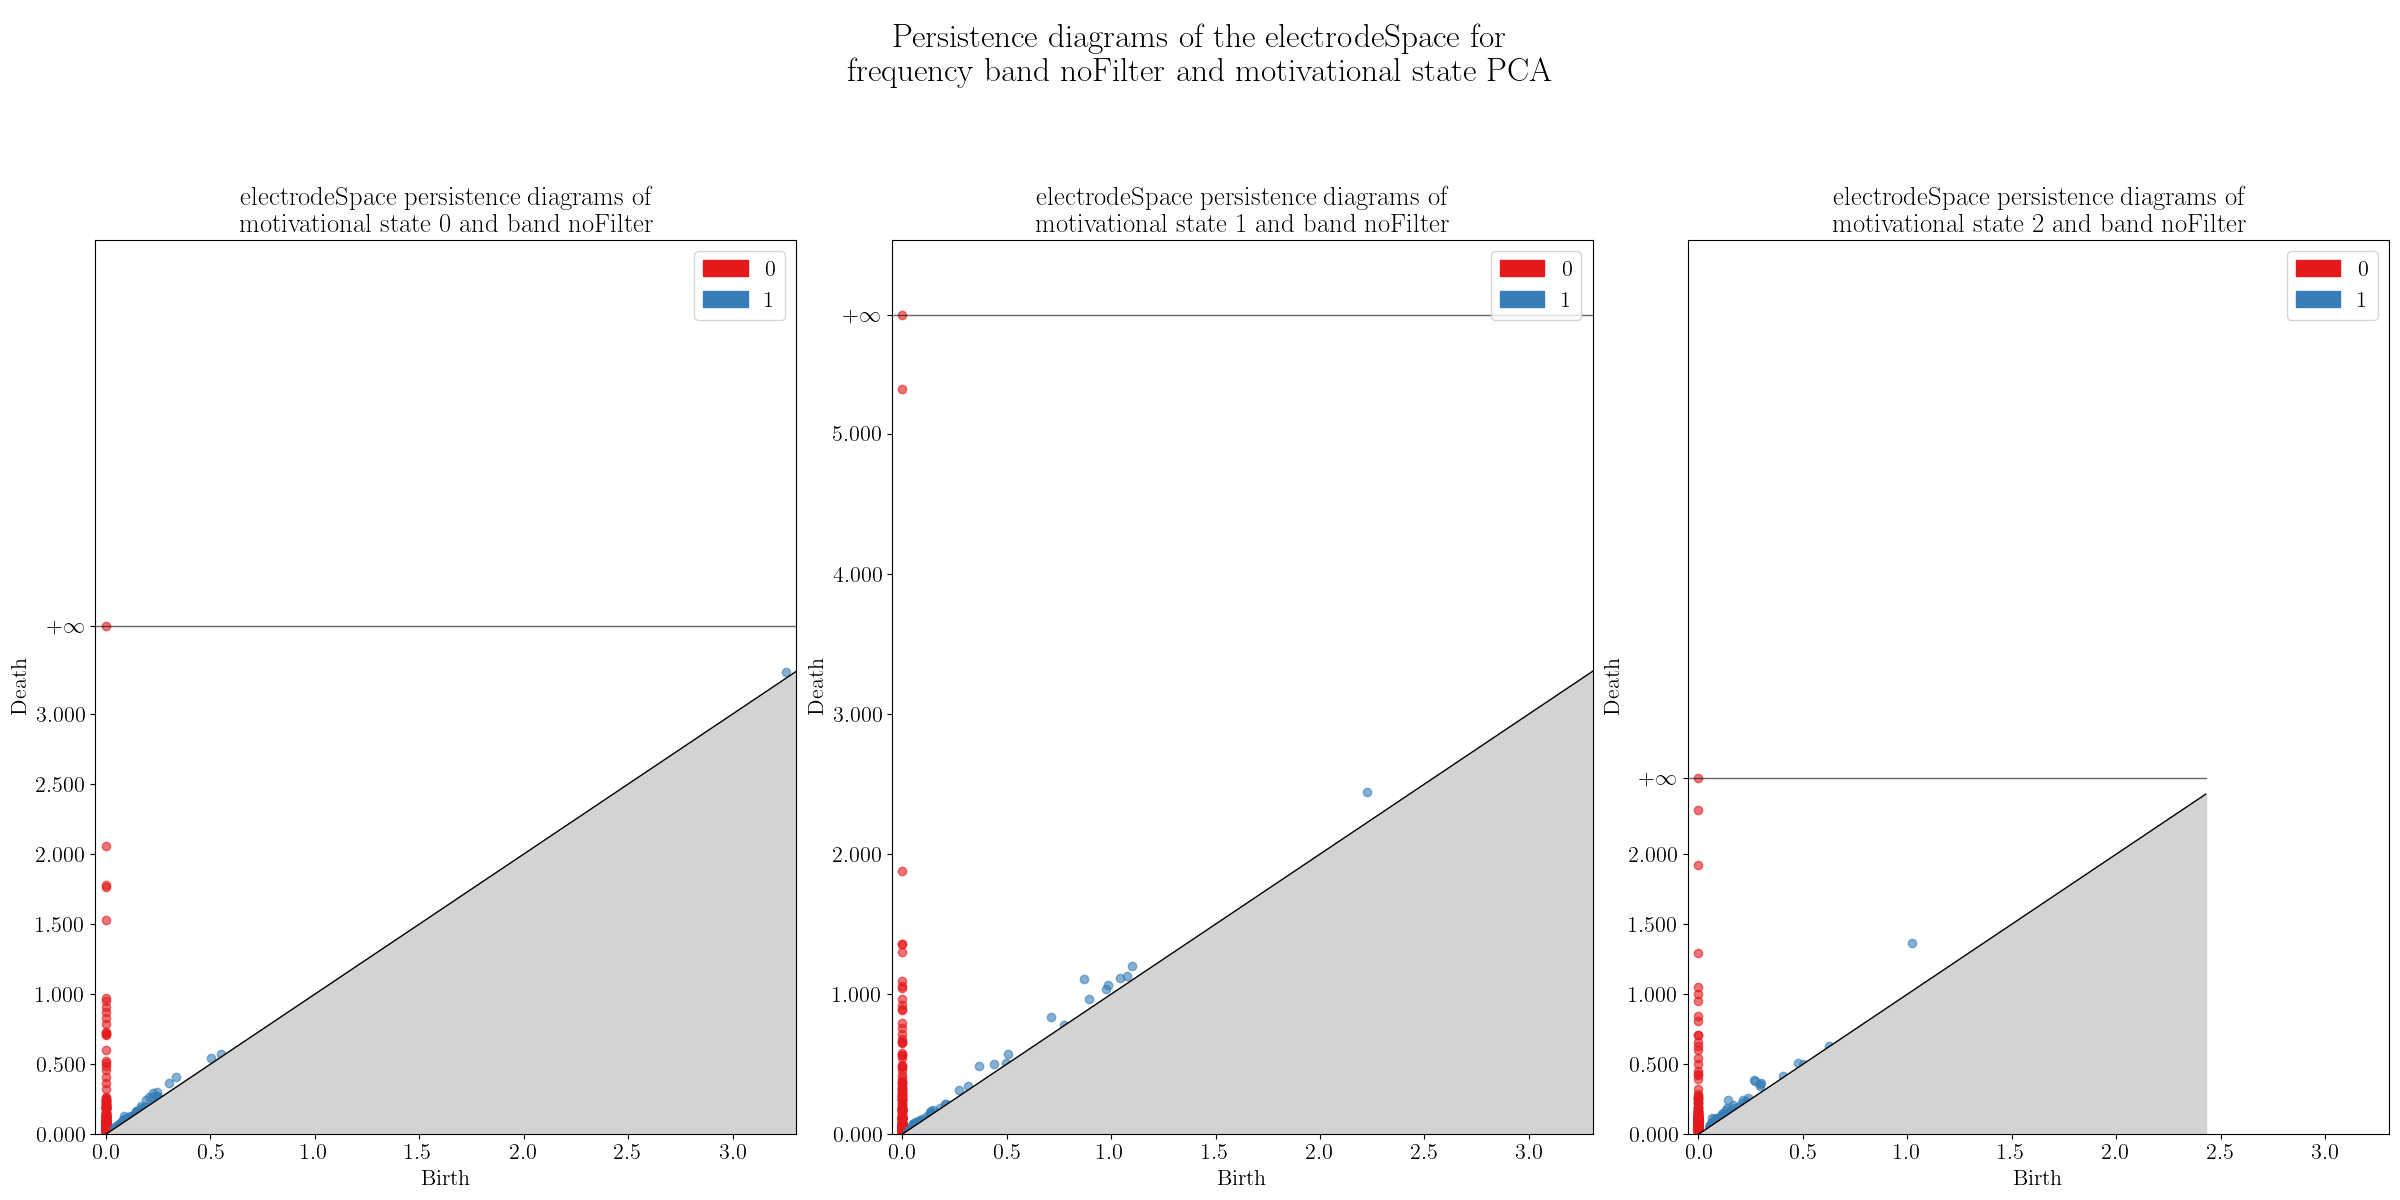 Persistence diagrams of the electrodeSpace for
frequency band noFilter and motivational state PCA
electrodeSpace persistence diagrams of
motivational state 0 and band noFilter
0
1
+∞
3.000
2.500
2.000
1.500
1.000
0.500
0.000
Death
0.0 0.5 1.0 1.5 2.0 2.5 3.0
Birth
electrodeSpace persistence diagrams of
motivational state 1 and band noFilter
0
1
+∞
5.000
4.000
3.000
2.000
1.000
0.000
Death
0.0 0.5 1.0 1.5 2.0 2.5 3.0
Birth
electrodeSpace persistence diagrams of
motivational state 2 and band noFilter
0
1
+∞
2.000
1.500
1.000
0.500
0.000
Death
0.0 0.5 1.0 1.5 2.0 2.5 3.0
Birth